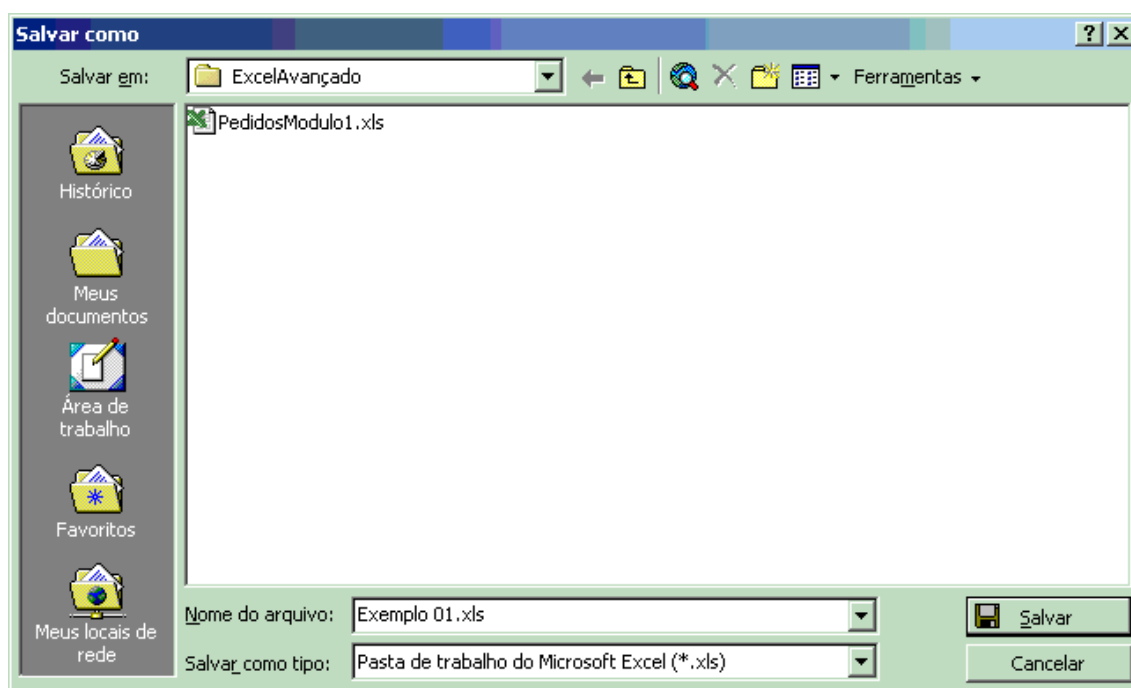 Salvar como
Salvar em: ExcelAvançado Ferramentas
PedidosModulo1.xls
Histórico
Meus
documentos
Área de
trabalho
Favoritos
Meus locais de
rede
Nome do arquivo: Exemplo 01.xls Salvar
Salvar como tipo: Pasta de trabalho do Microsoft Excel (*.xls) Cancelar